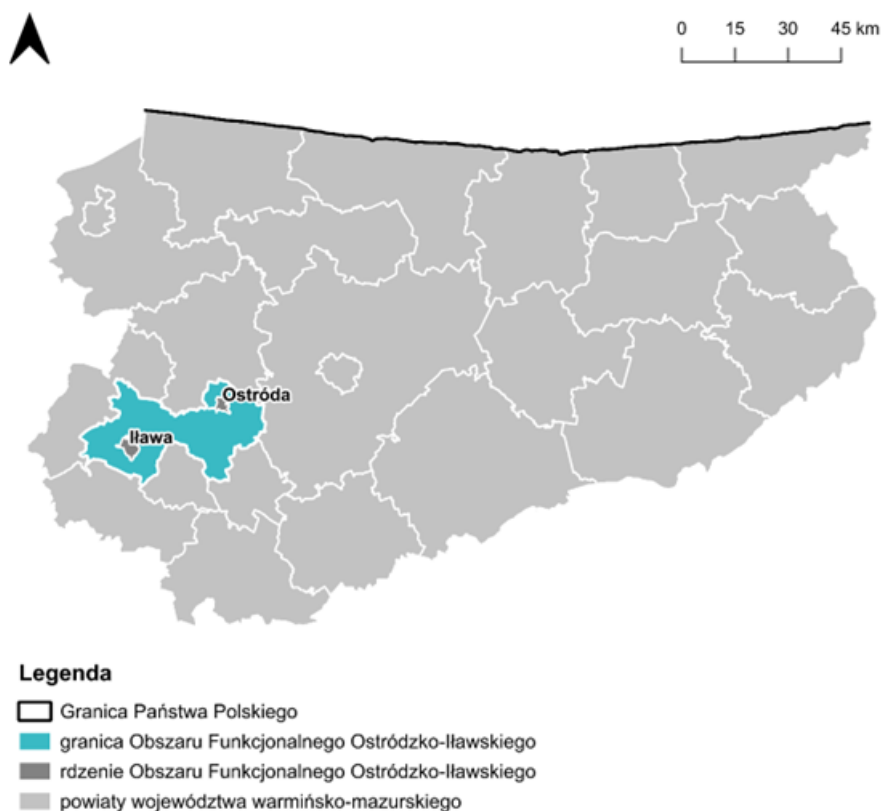 0 15 30 45 km
Ostróda
Iława
Legenda
Granica Państwa Polskiego
granica Obszaru Funkcjonalnego Ostródzko-Iławskiego
rdzenie Obszaru Funkcjonalnego Ostródzko-Iławskiego
powiaty województwa warmińsko-mazurskiego